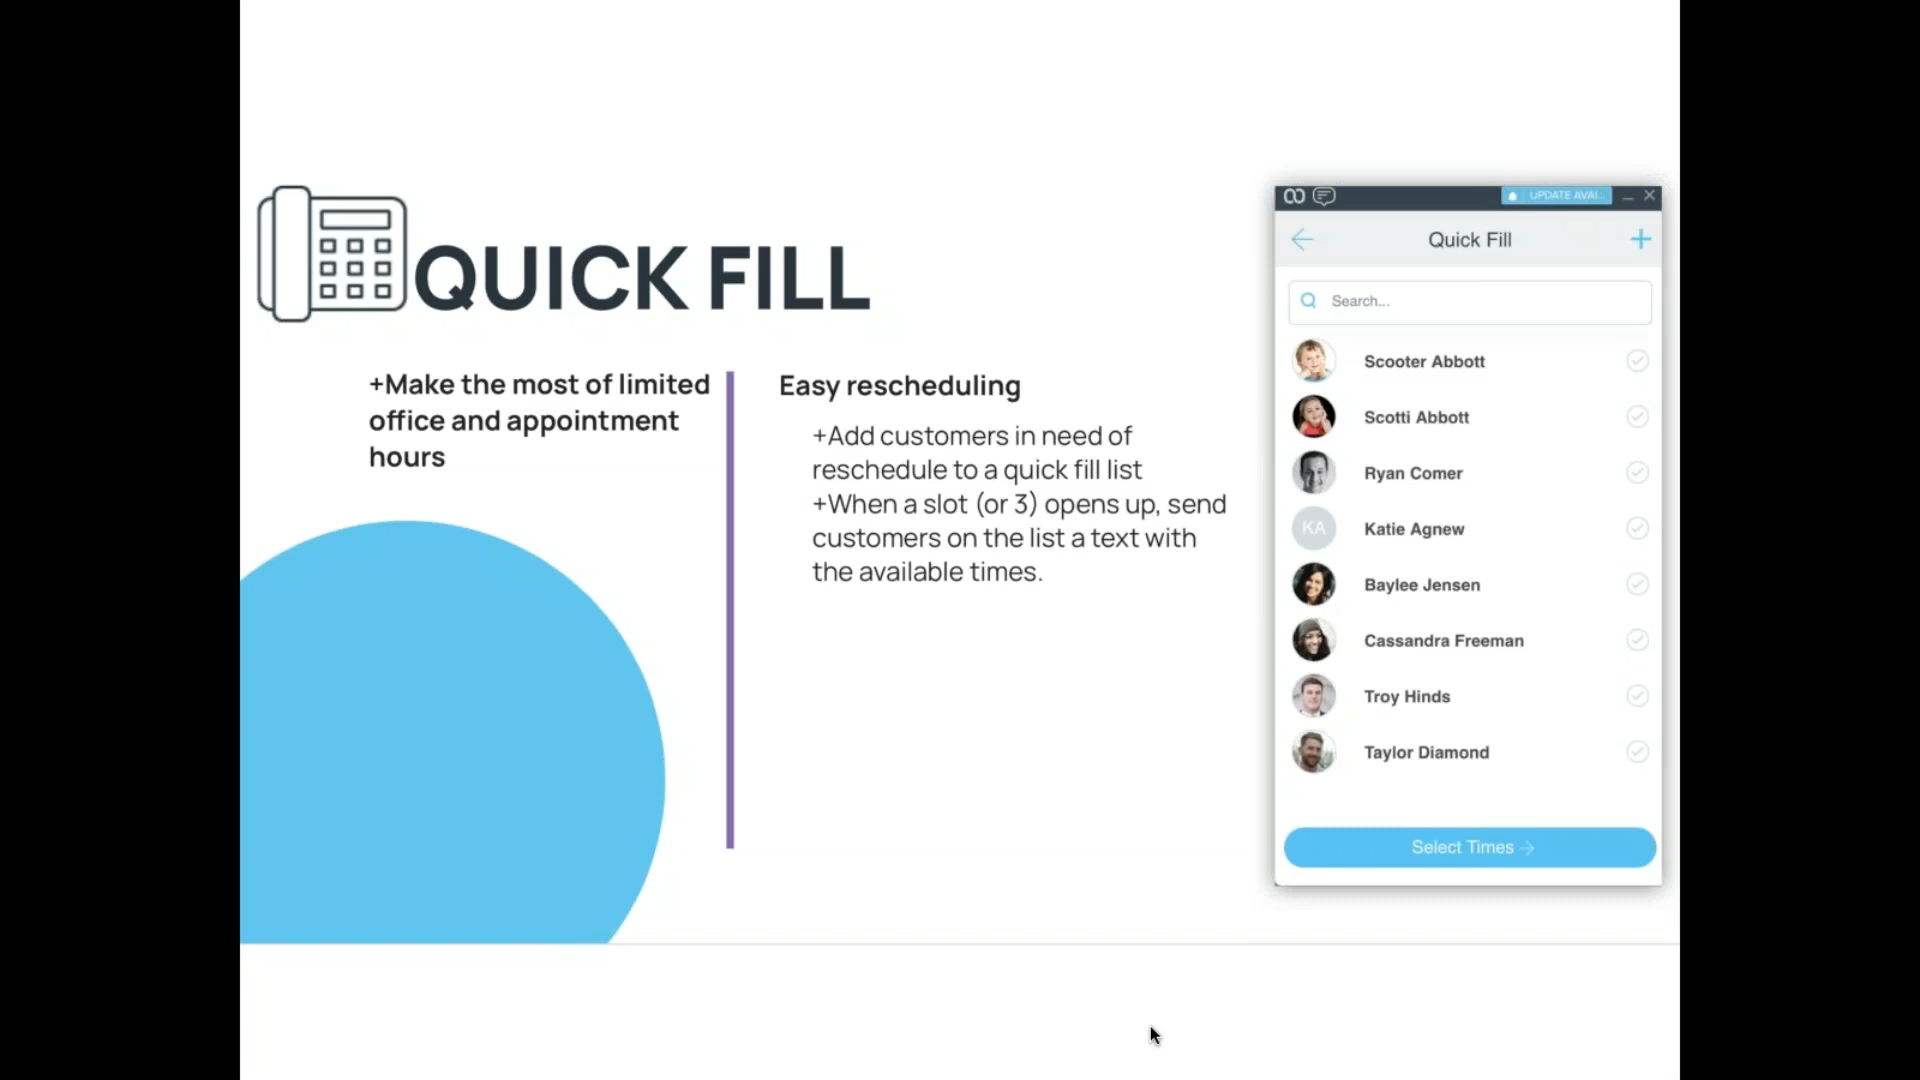 QUICK FILL
+Make the most of limited
office and appointment
hours
Easy rescheduling
+Add customers in need of
reschedule to a quick fill list
+When a slot (or 3) opens up, send
customers on the list a text with
the available times.
UPDATE AVAI...
Quick Fill
Search...
Scooter Abbott
Scotti Abbott
Ryan Comer
KA
Katie Agnew
Baylee Jensen
Cassandra Freeman
Troy Hinds
Taylor Diamond
Select Times